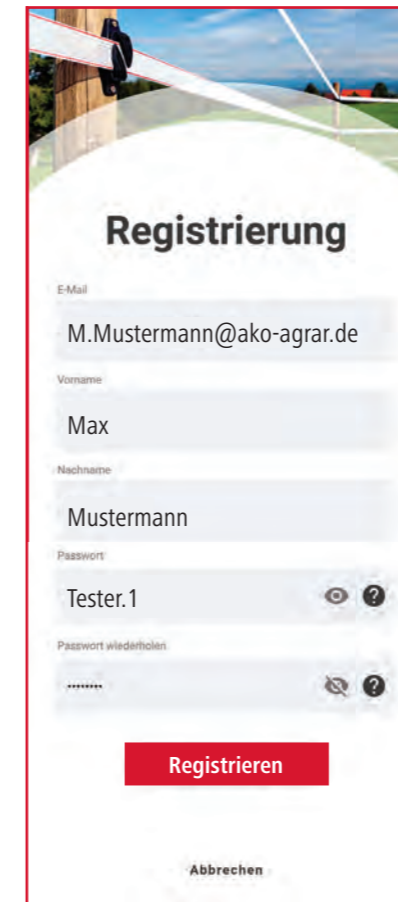 Registrierung
E-Mail
M.Mustermann@ako-agrar.de
Vorname
Max
Nachname
Mustermann
Passwort
Tester.1
Passwort wiederholen
••••••••
Registrieren
Abbrechen